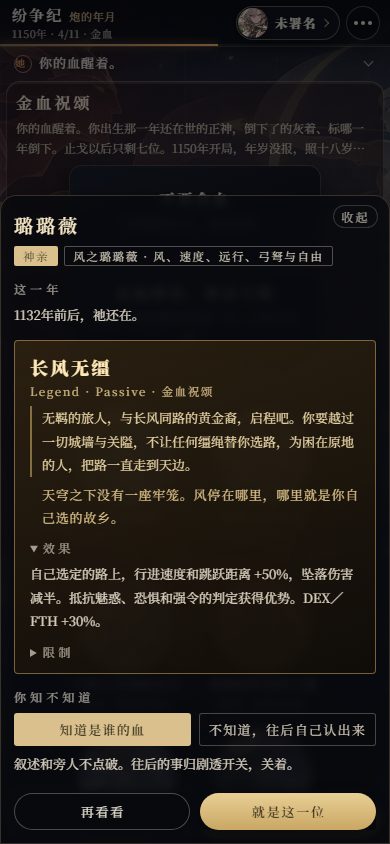 纷争纪 炮的年月
1150年 · 4/11 · 金血
未署名
你的血醒着。
金血祝颂
你的血醒着。你出生那一年还在世的正神，倒下了的灰着、标哪一
年倒下。止戈以后只剩七位。1150年开局，年岁没报，照十八岁…
璐璐薇
收起
神亲 风之璐璐薇 · 风、速度、远行、弓弩与自由
这一年
1132年前后，祂还在。
长风无缰
Legend · Passive · 金血祝颂
无羁的旅人，与长风同路的黄金裔，启程吧。你要越过
一切城墙与关隘，不让任何缰绳替你选路，为困在原地
的人，把路一直走到天边。
天穹之下没有一座牢笼。风停在哪里，哪里就是你自
己选的故乡。
▼ 效果
自己选定的路上，行进速度和跳跃距离 +50%，坠落伤害
减半。抵抗魅惑、恐惧和强令的判定获得优势。DEX／
FTH +30%。
▶ 限制
你知不知道
知道是谁的血 不知道，往后自己认出来
叙述和旁人不点破。往后的事归剧透开关，关着。
再看看 就是这一位